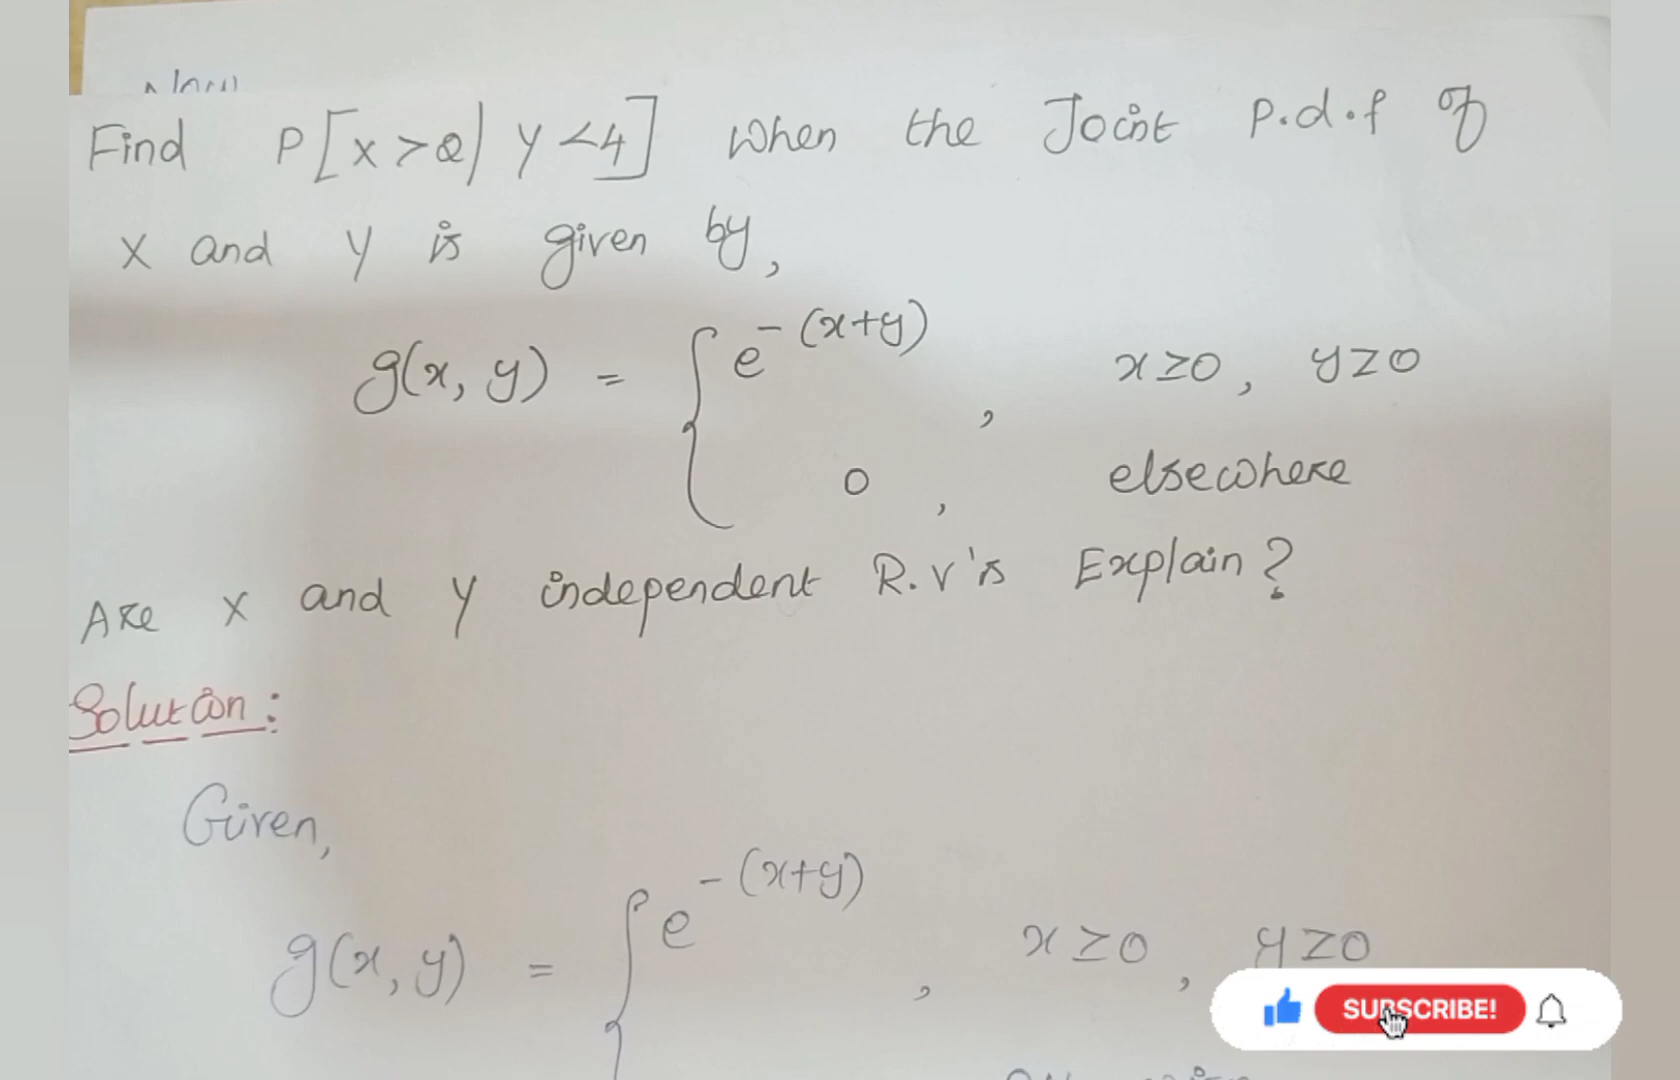 Find P[X>2| Y<4] when the Joint P.d.f of
X and Y is given by,
g(x, y) = { e^-(x+y) , x≥0, y≥0
0 , elsewhere
Are X and Y independent R.V's Explain?
Solution:
Given,
g(x, y) = { e^-(x+y) , x≥0, y≥0
SUBSCRIBE!